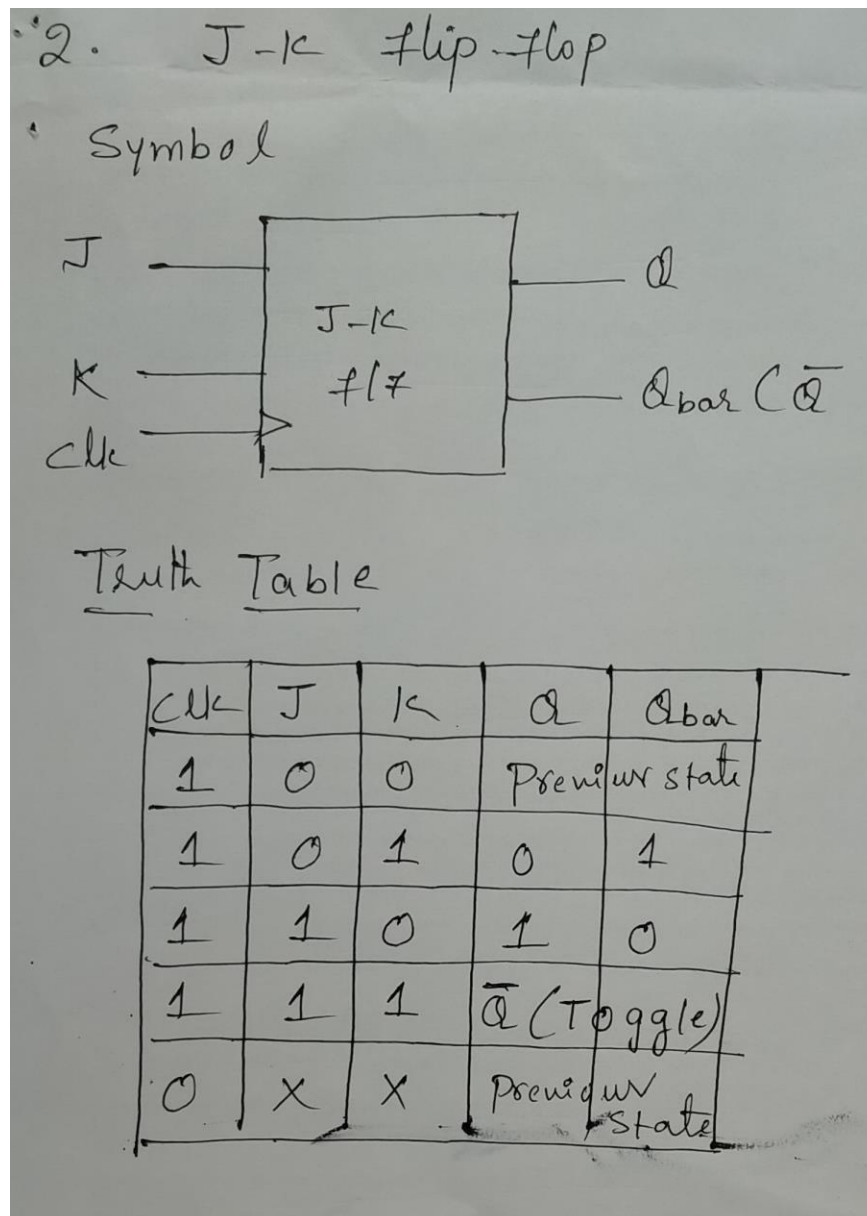 2. J-K flip-flop
Symbol
J
Q
J-K
f/f
K
Qbar (Q̅
Clk
Truth Table
Clk J K Q Qbar
1 0 0 Previous state
1 0 1 0 1
1 1 0 1 0
1 1 1 Q̅ (Toggle)
0 X X Previous
state